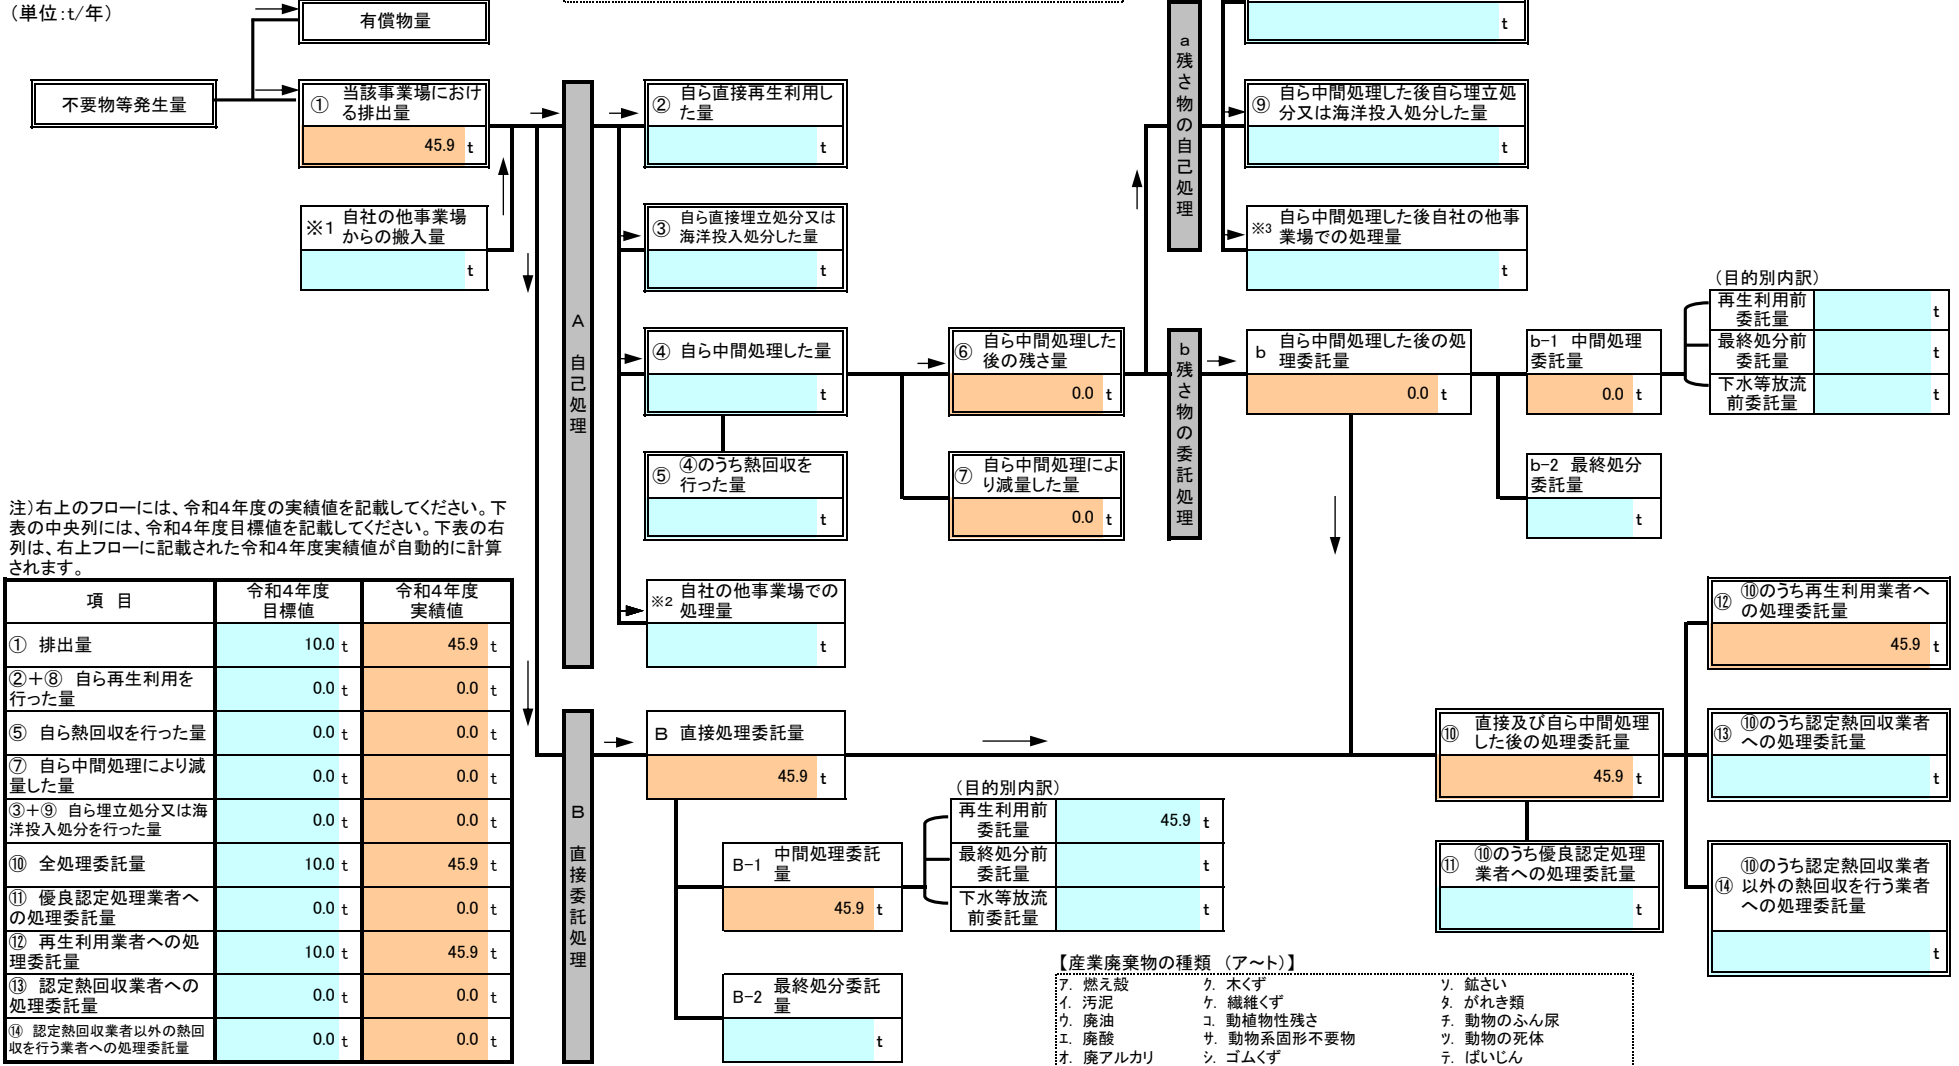 （単位:t/年）
有償物量
不要物等発生量
① 当該事業場におけ
る排出量
45.9 t
※1 自社の他事業場
からの搬入量
t
A 自己処理
② 自ら直接再生利用し
た量
t
③ 自ら直接埋立処分又は
海洋投入処分した量
t
④ 自ら中間処理した量
t
⑤ ④のうち熱回収を
行った量
t
※2 自社の他事業場での
処理量
t
⑥ 自ら中間処理した
後の残さ量
0.0 t
⑦ 自ら中間処理によ
り減量した量
0.0 t
a 残さ物の自己処理
t
⑨ 自ら中間処理した後自ら埋立処
分又は海洋投入処分した量
t
※3 自ら中間処理した後自社の他事
業場での処理量
t
b 残さ物の委託処理
b 自ら中間処理した後の処
理委託量
0.0 t
b-1 中間処理
委託量
0.0 t
b-2 最終処分
委託量
t
（目的別内訳）
再生利用前
委託量
t
最終処分前
委託量
t
下水等放流
前委託量
t
注）右上のフローには、令和4年度の実績値を記載してください。下
表の中央列には、令和4年度目標値を記載してください。下表の右
列は、右上フローに記載された令和4年度実績値が自動的に計算
されます。
項 目 令和4年度
目標値 令和4年度
実績値
① 排出量 10.0 t 45.9 t
②＋⑧ 自ら再生利用を
行った量 0.0 t 0.0 t
⑤ 自ら熱回収を行った量 0.0 t 0.0 t
⑦ 自ら中間処理により減
量した量 0.0 t 0.0 t
③＋⑨ 自ら埋立処分又は海
洋投入処分を行った量 0.0 t 0.0 t
⑩ 全処理委託量 10.0 t 45.9 t
⑪ 優良認定処理業者へ
の処理委託量 0.0 t 0.0 t
⑫ 再生利用業者への処
理委託量 10.0 t 45.9 t
⑬ 認定熱回収業者への
処理委託量 0.0 t 0.0 t
⑭ 認定熱回収業者以外の熱回
収を行う業者への処理委託量 0.0 t 0.0 t
B 直接委託処理
B 直接処理委託量
45.9 t
B-1 中間処理委託
量
45.9 t
B-2 最終処分委託
量
t
（目的別内訳）
再生利用前
委託量
45.9 t
最終処分前
委託量
t
下水等放流
前委託量
t
⑩ 直接及び自ら中間処理
した後の処理委託量
45.9 t
⑪ ⑩のうち優良認定処理
業者への処理委託量
t
⑫ ⑩のうち再生利用業者へ
の処理委託量
45.9 t
⑬ ⑩のうち認定熱回収業者
への処理委託量
t
⑭ ⑩のうち認定熱回収業者
以外の熱回収を行う業者
への処理委託量
t
【産業廃棄物の種類 （ア～ト）】
ア. 燃え殻 ク. 木くず ソ. 鉱さい
イ. 汚泥 ケ. 繊維くず タ. がれき類
ウ. 廃油 コ. 動植物性残さ チ. 動物のふん尿
エ. 廃酸 サ. 動物系固形不要物 ツ. 動物の死体
オ. 廃アルカリ シ. ゴムくず テ. ばいじん